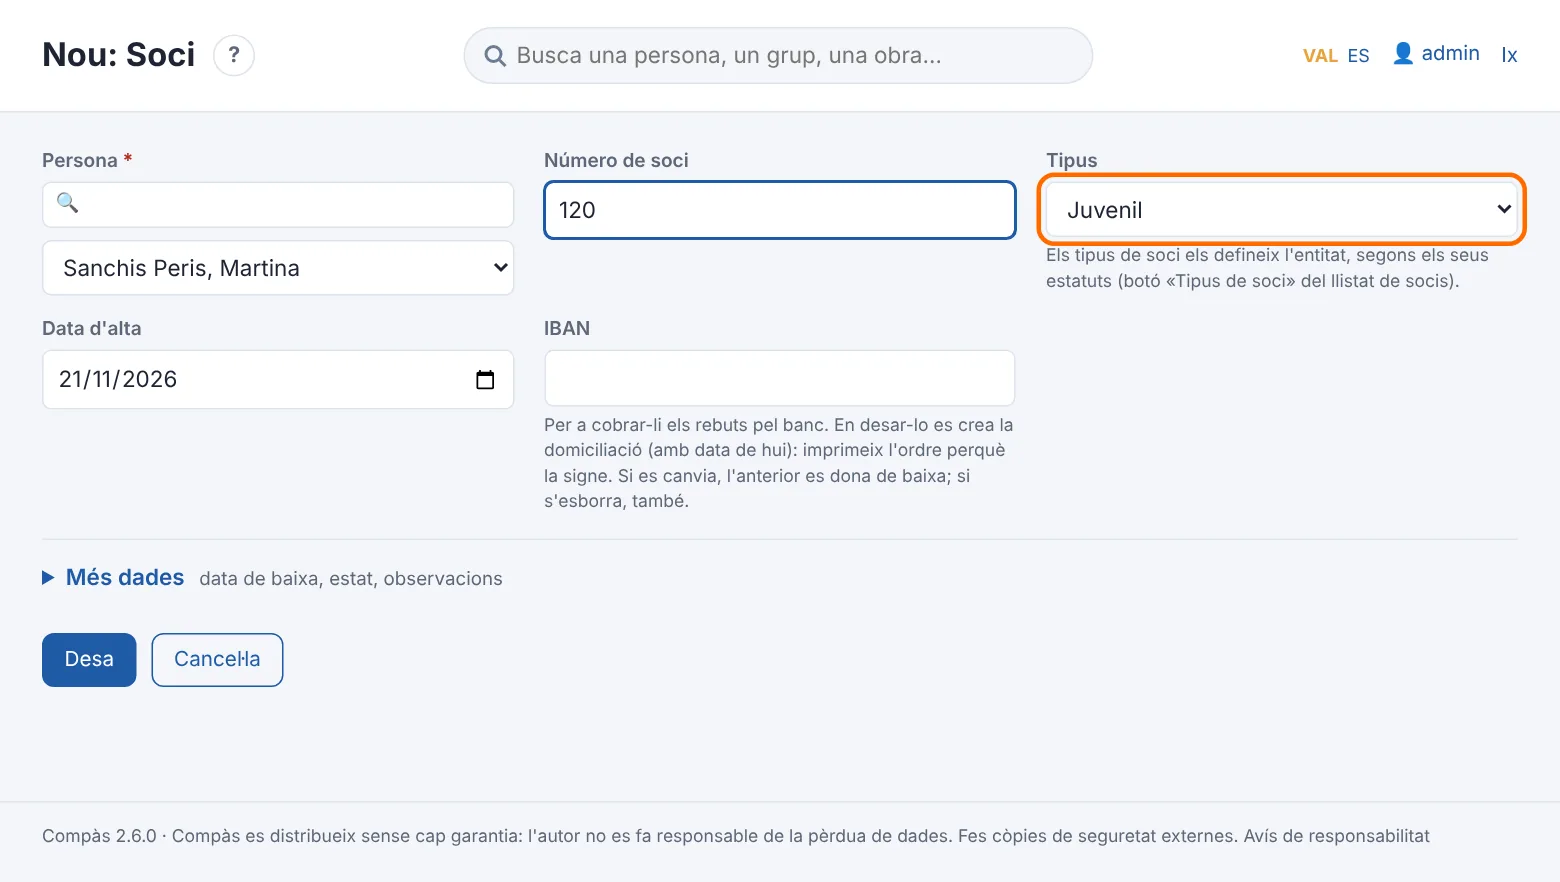 Nou: Soci
?
Busca una persona, un grup, una obra...
VAL ES
admin
Ix
Persona *
Número de soci
Tipus
120
Juvenil
Sanchis Peris, Martina
Els tipus de soci els defineix l'entitat, segons els seus
estatuts (botó «Tipus de soci» del llistat de socis).
Data d'alta
IBAN
21/11/2026
Per a cobrar-li els rebuts pel banc. En desar-lo es crea la
domiciliació (amb data de hui): imprimeix l'ordre perquè
la signe. Si es canvia, l'anterior es dona de baixa; si
s'esborra, també.
Més dades data de baixa, estat, observacions
Desa
Cancel·la
Compàs 2.6.0 · Compàs es distribueix sense cap garantia: l'autor no es fa responsable de la pèrdua de dades. Fes còpies de seguretat externes. Avís de responsabilitat